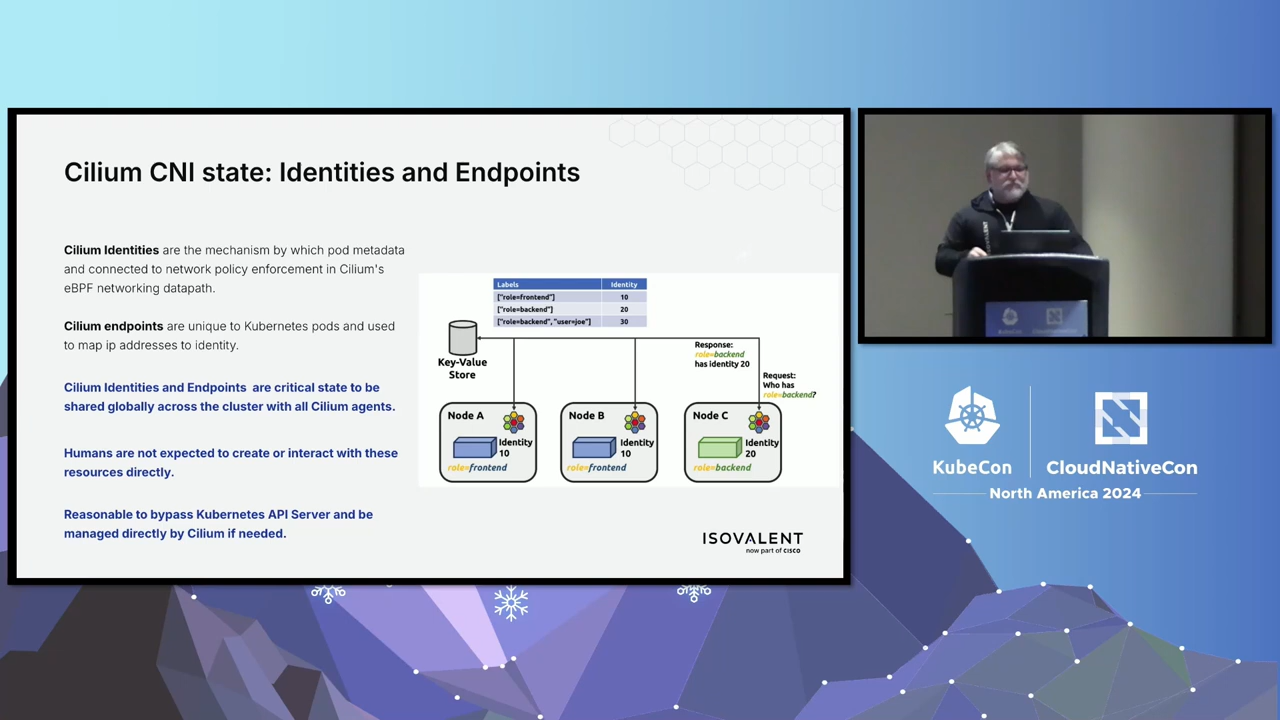 Cilium CNI state: Identities and Endpoints
Cilium Identities are the mechanism by which pod metadata
and connected to network policy enforcement in Cilium's
eBPF networking datapath.
Cilium endpoints are unique to Kubernetes pods and used
to map ip addresses to identity.
Cilium Identities and Endpoints are critical state to be
shared globally across the cluster with all Cilium agents.
Humans are not expected to create or interact with these
resources directly.
Reasonable to bypass Kubernetes API Server and be
managed directly by Cilium if needed.
Labels Identity
["role=frontend"] 10
["role=backend"] 20
["role=backend", "user=joe"] 30
Key-Value
Store
Response:
role=backend
has identity 20
Request:
Who has
role=backend?
Node A
Identity
10
role=frontend
Node B
Identity
10
role=frontend
Node C
Identity
20
role=backend
ISOVALENT
now part of CISCO
ISOVALENT
KubeCon
CloudNativeCon
North America 2024